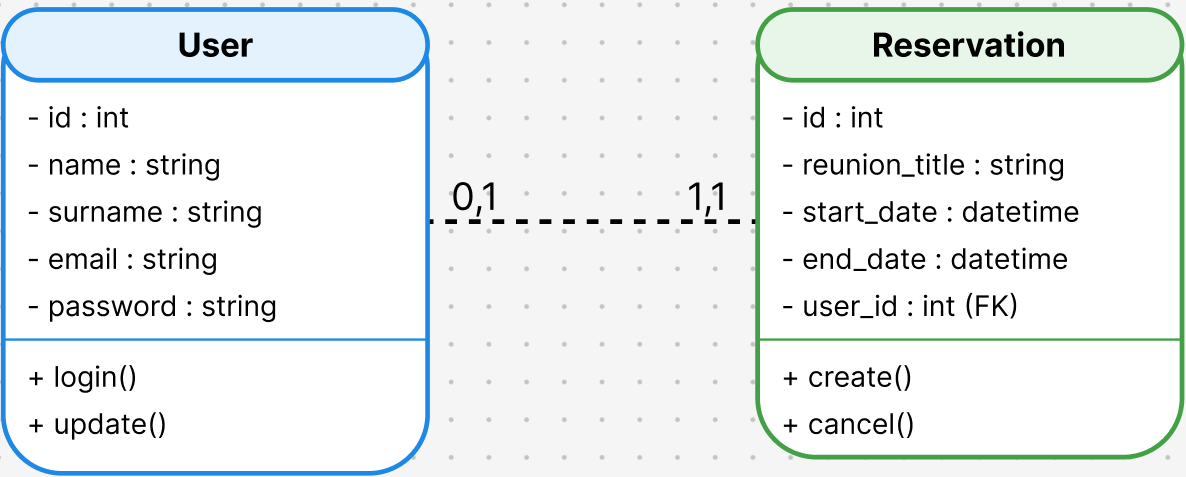 User
- id : int
- name : string
- surname : string
- email : string
- password : string
+ login()
+ update()
0,1
1,1
Reservation
- id : int
- reunion_title : string
- start_date : datetime
- end_date : datetime
- user_id : int (FK)
+ create()
+ cancel()